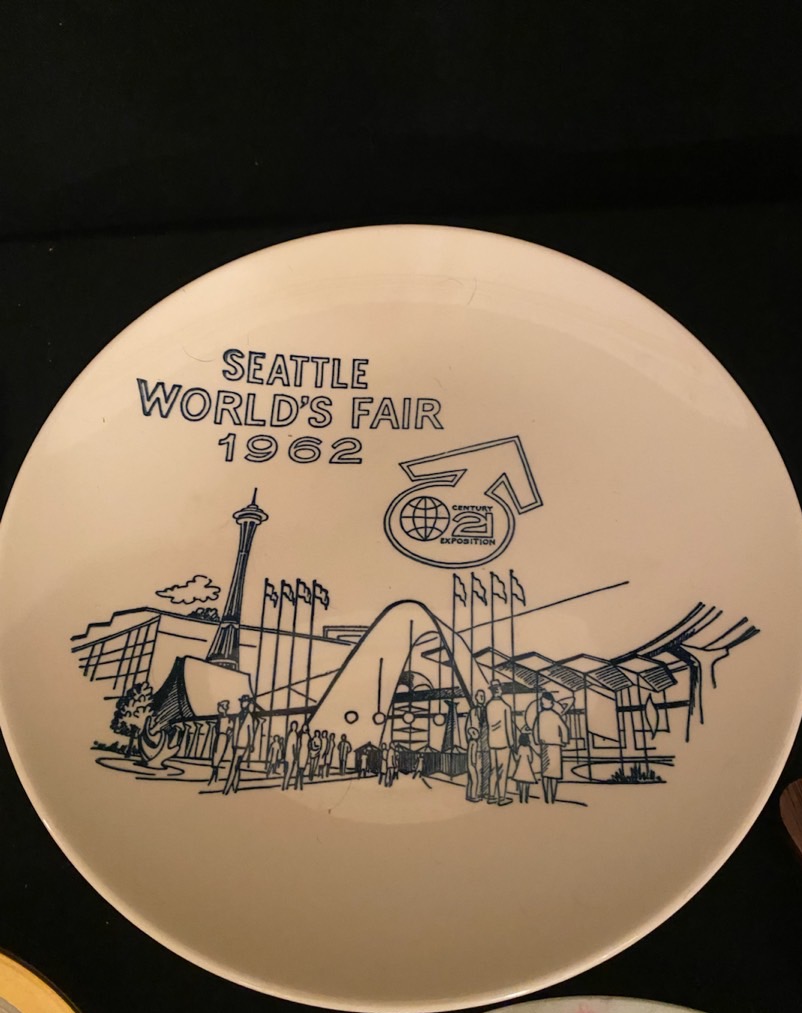 SEATTLE
WORLD'S FAIR
1962
CENTURY
21
EXPOSITION